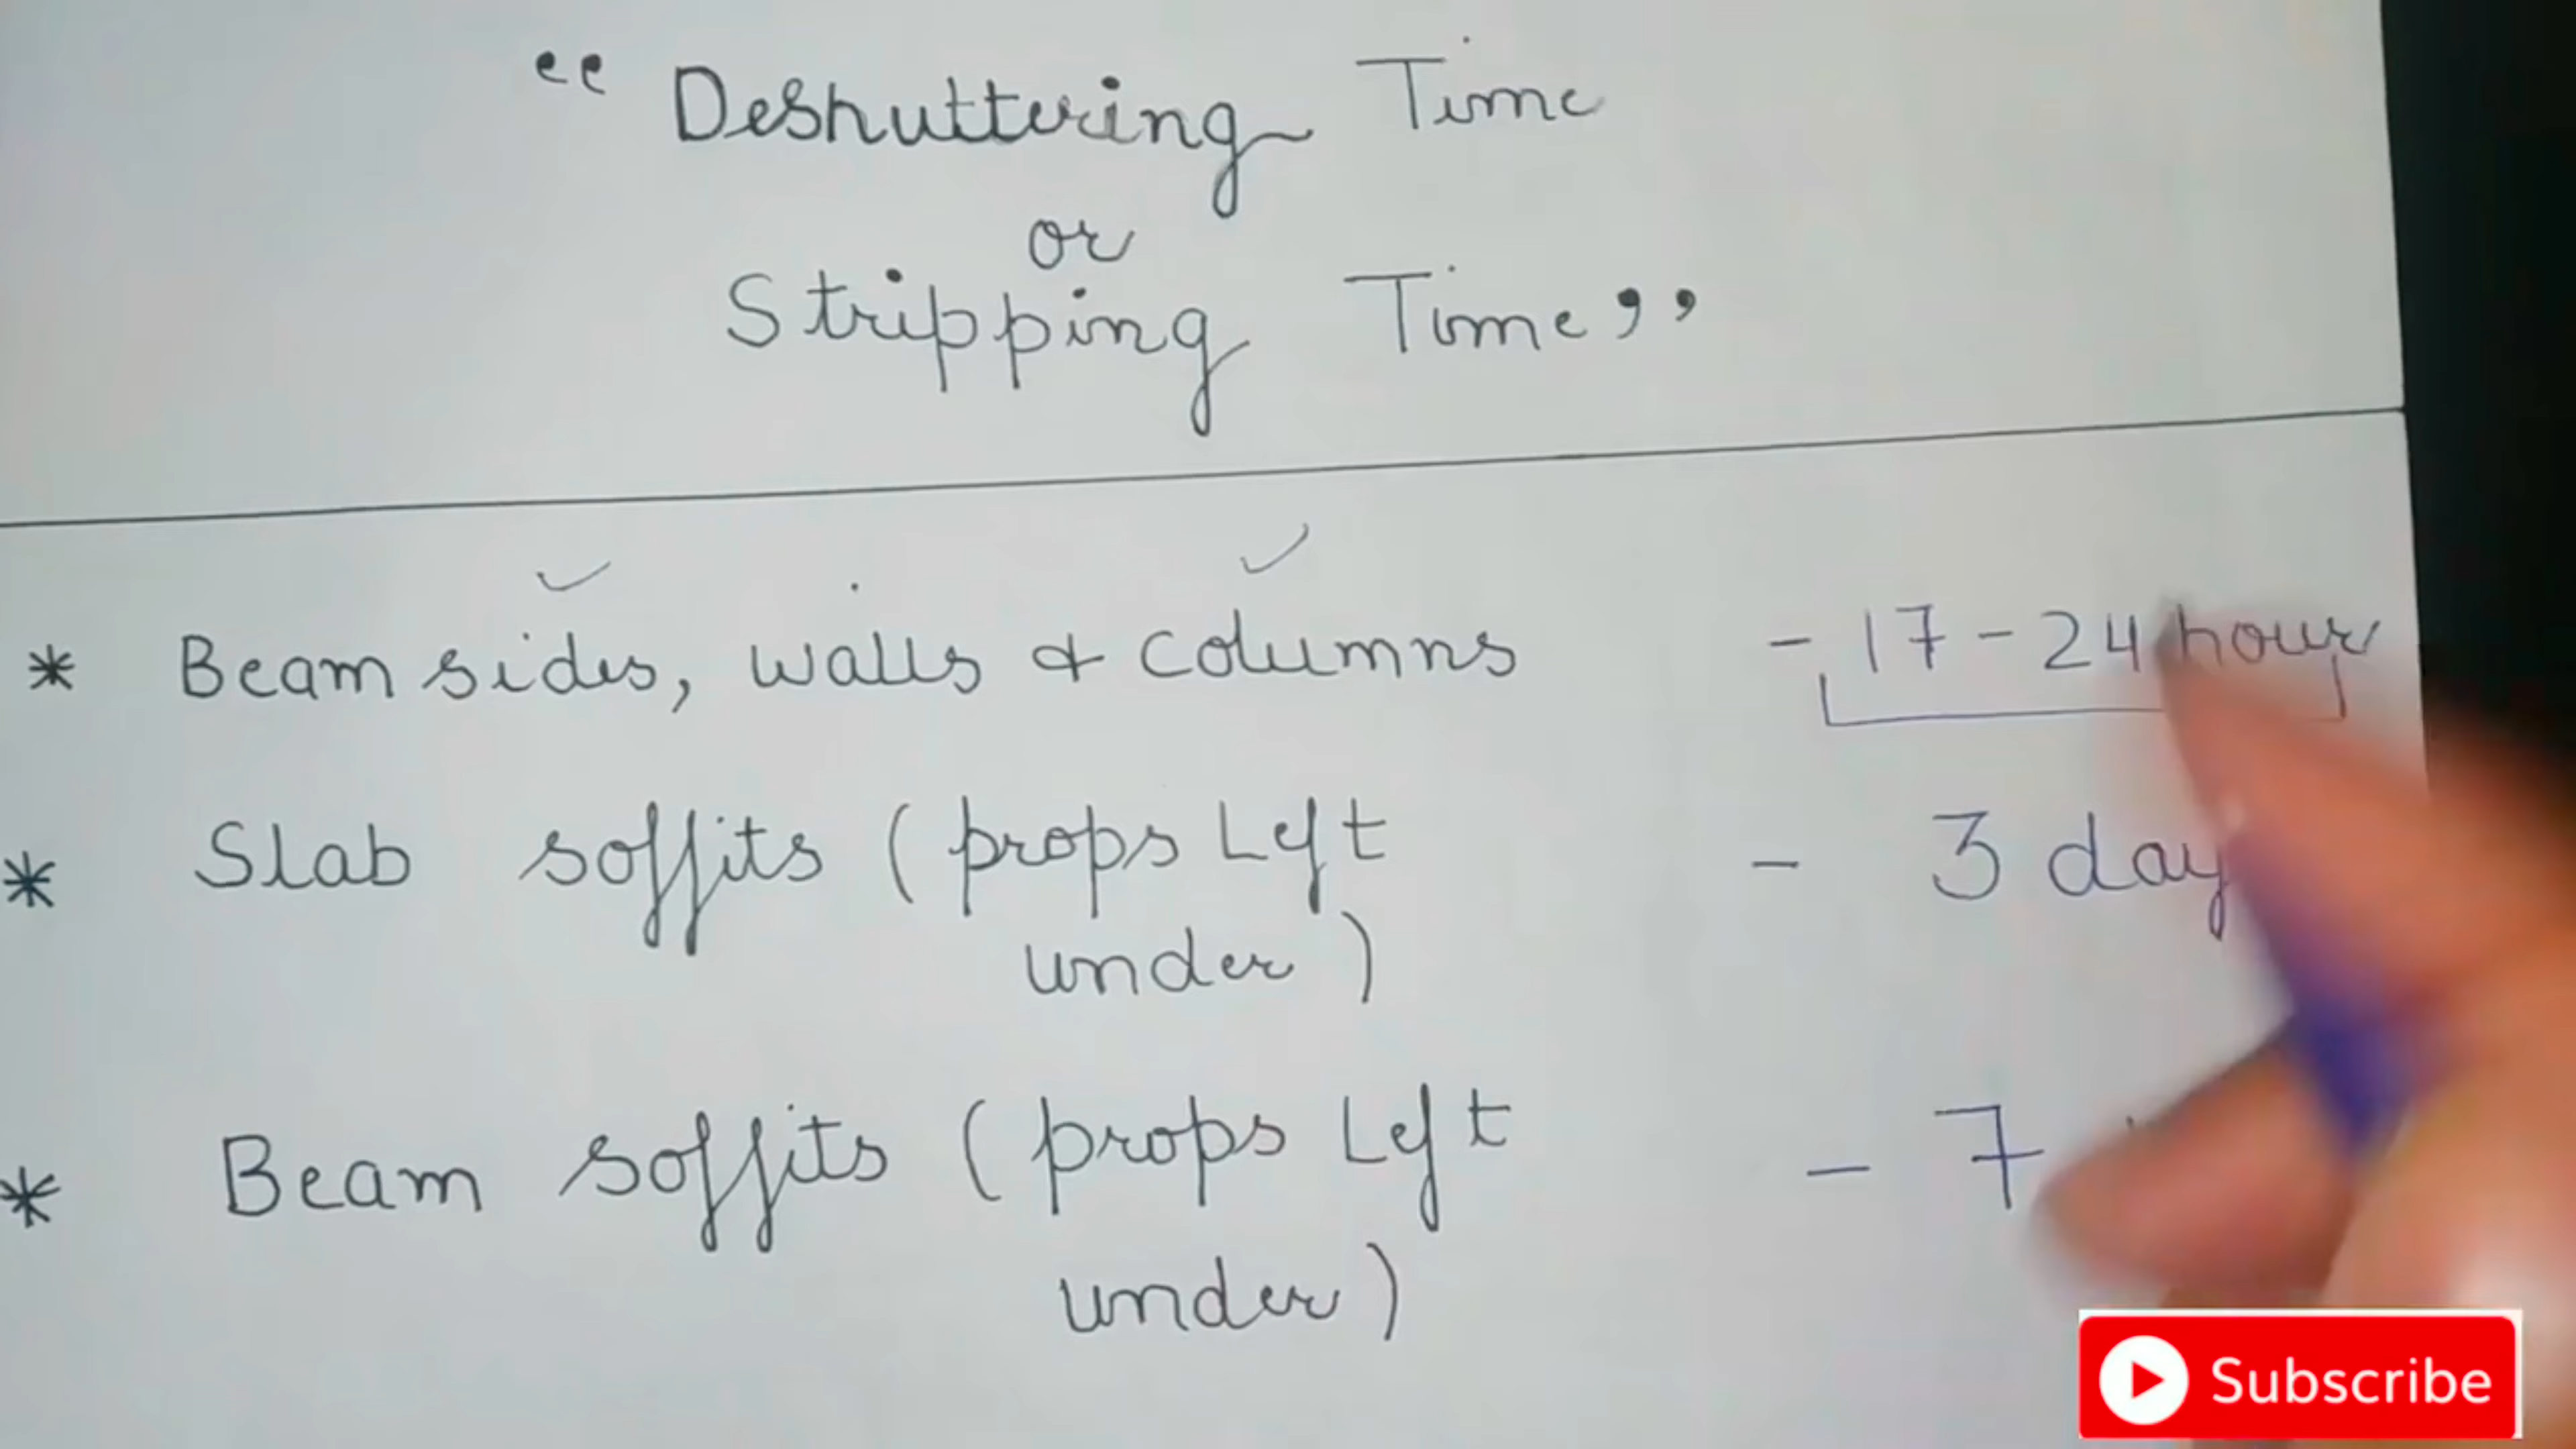 “ Deshuttering Time
or
Stripping Time ”
* Beam sides, walls & columns - 17-24 hour
* Slab soffits (props Left - 3 day
under)
* Beam soffits (props Left - 7
under)
Subscribe